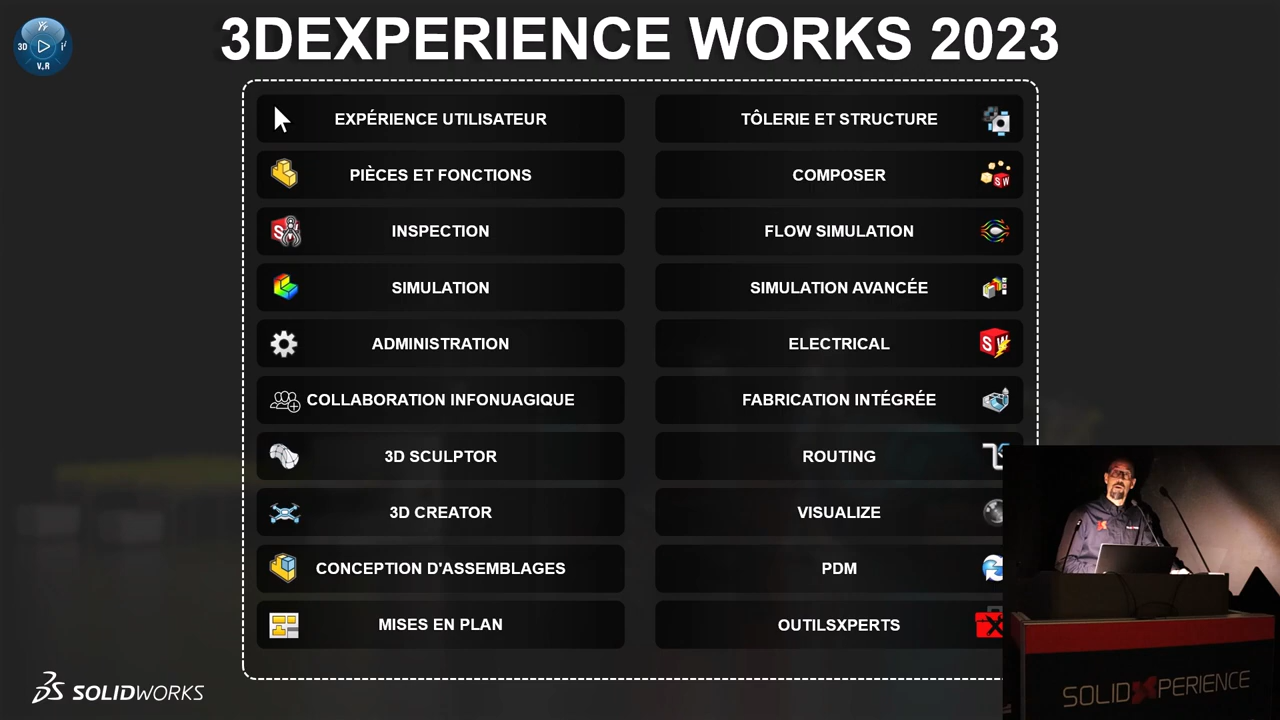 3DEXPERIENCE WORKS 2023
3D
V,R
EXPÉRIENCE UTILISATEUR
PIÈCES ET FONCTIONS
INSPECTION
SIMULATION
ADMINISTRATION
COLLABORATION INFONUAGIQUE
3D SCULPTOR
3D CREATOR
CONCEPTION D'ASSEMBLAGES
MISES EN PLAN
TÔLERIE ET STRUCTURE
COMPOSER
FLOW SIMULATION
SIMULATION AVANCÉE
ELECTRICAL
FABRICATION INTÉGRÉE
ROUTING
VISUALIZE
PDM
OUTILSXPERTS
SOLIDWORKS
SOLIDXPERIENCE